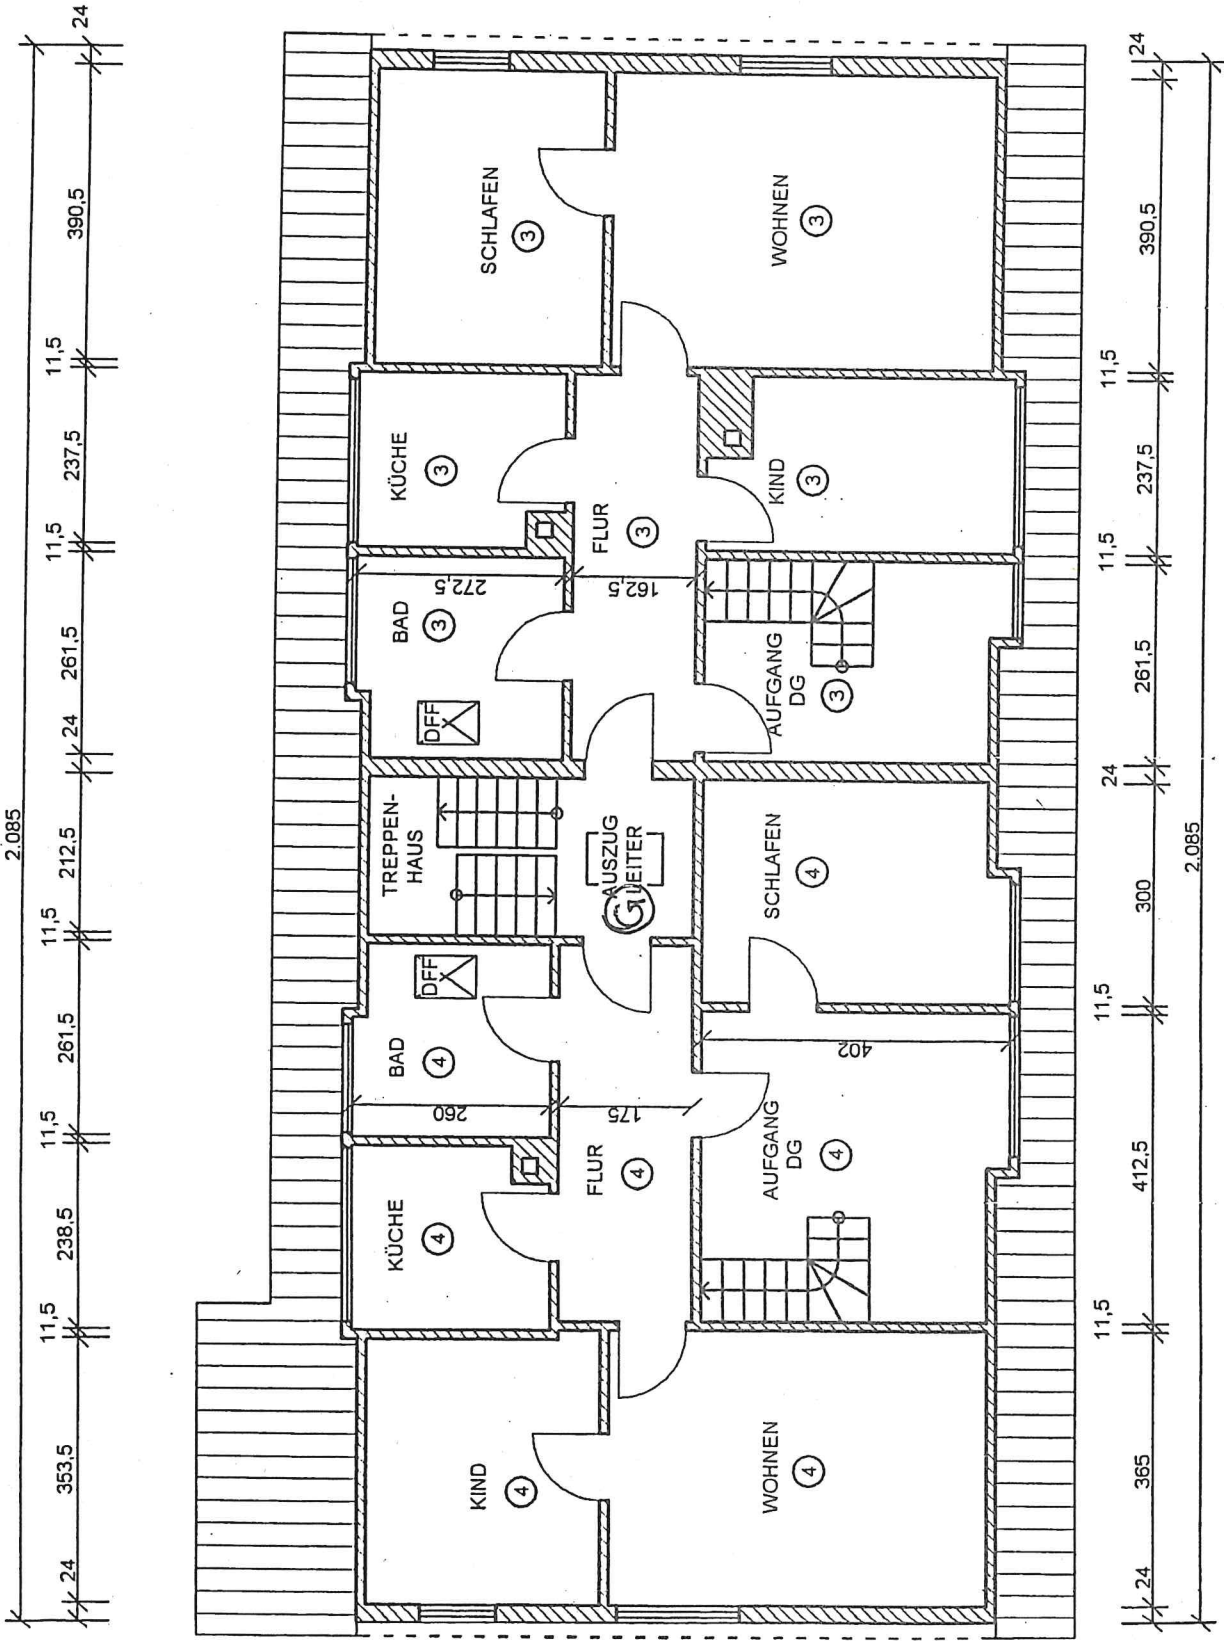 2.085
24
353,5
11,5
238,5
11,5
261,5
11,5
212,5
24
261,5
11,5
237,5
11,5
390,5
24
KIND
4
KÜCHE
4
BAD
4
260
DFF
TREPPEN-
HAUS
DFF
BAD
3
272,5
KÜCHE
3
SCHLAFEN
3
FLUR
4
175
AUSZUG
LEITER
G
FLUR
3
162,5
WOHNEN
4
AUFGANG
DG
4
402
SCHLAFEN
4
AUFGANG
DG
3
KIND
3
WOHNEN
3
24
365
11,5
412,5
11,5
300
24
261,5
11,5
237,5
11,5
390,5
24
2.085